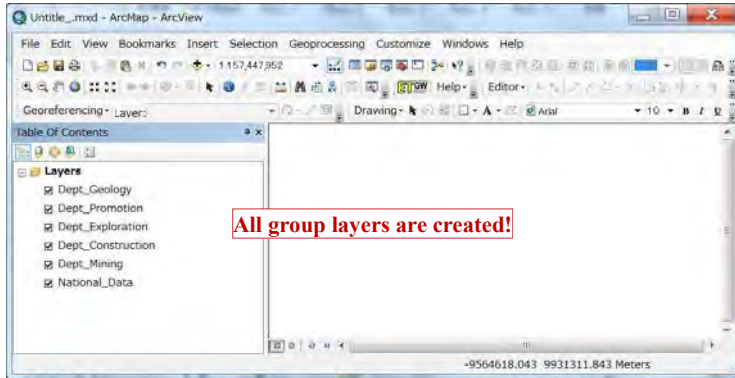 Untitle_.mxd - ArcMap - ArcView
File Edit View Bookmarks Insert Selection Geoprocessing Customize Windows Help
1:157,447,952
GW Help Editor
Georeferencing Layer: Drawing A Arial 10 B I U
Table Of Contents
Layers
Dept_Geology
Dept_Promotion
Dept_Exploration
Dept_Construction
Dept_Mining
National_Data
All group layers are created!
-9564618.043 9931311.843 Meters